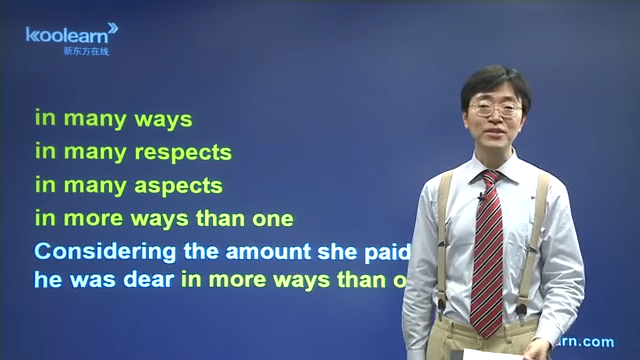 koolearn
新东方在线
in many ways
in many respects
in many aspects
in more ways than one
Considering the amount she paid
he was dear in more ways than o
arn.com